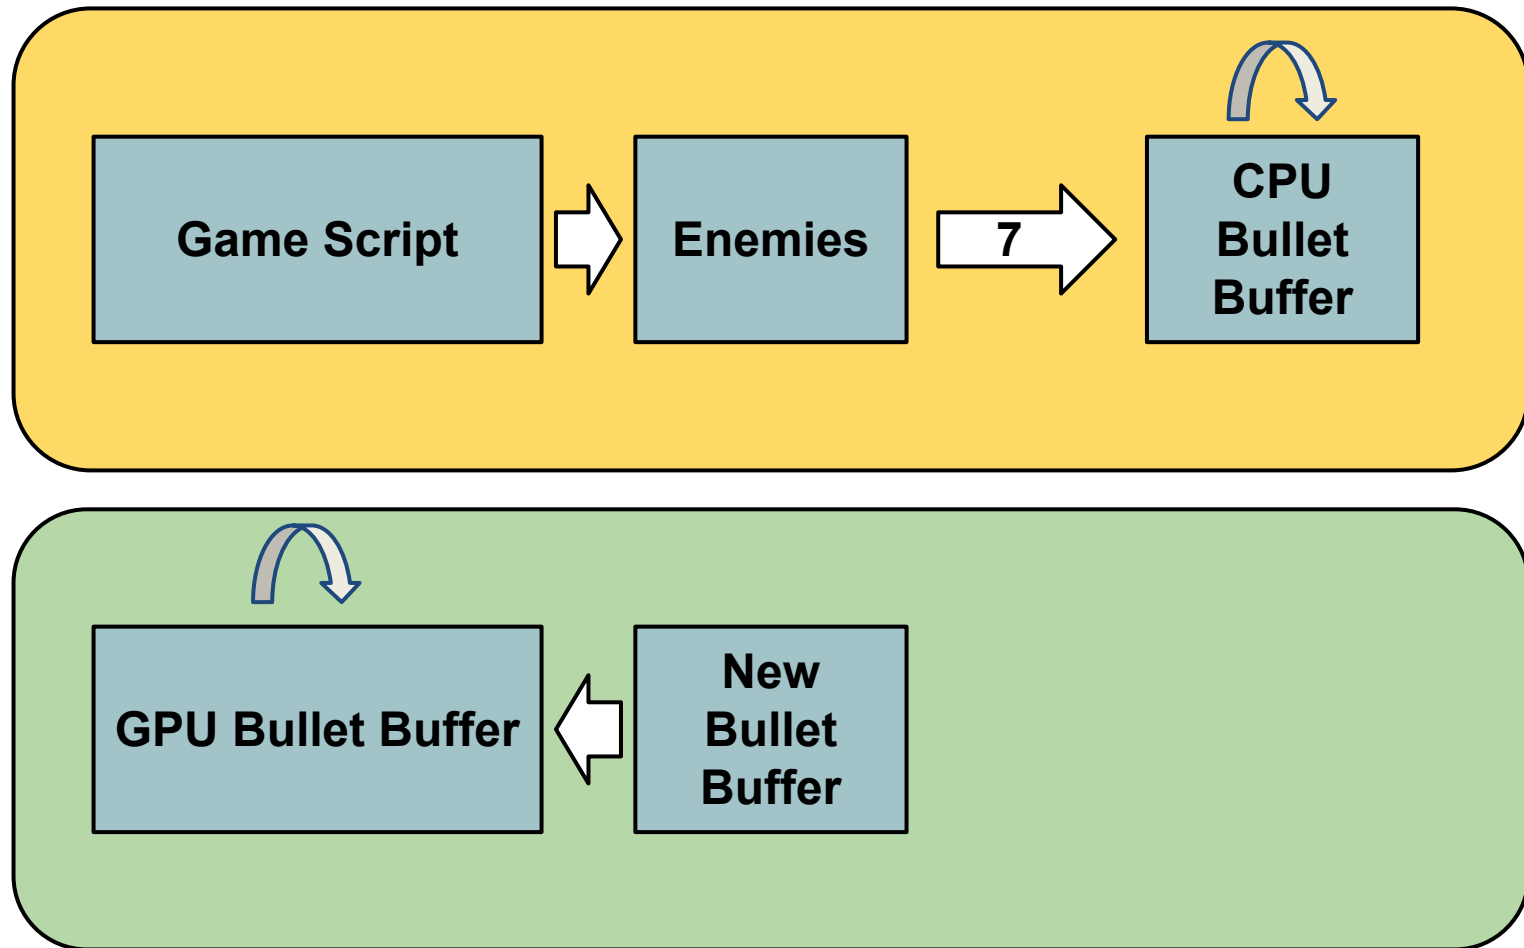 Game Script
Enemies
7
CPU
Bullet
Buffer
GPU Bullet Buffer
New
Bullet
Buffer